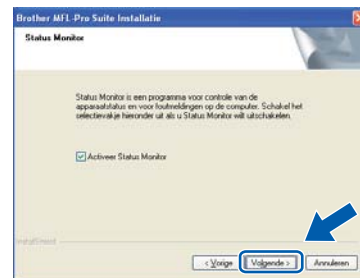 Brother MFL-Pro Suite Installatie
Status Monitor
Status Monitor is een programma voor controle van de
apparaatstatus en voor foutmeldingen op de computer. Schakel het
selectievakje hieronder uit als u Status Monitor wilt uitschakelen.
Activeer Status Monitor
InstallShield
< Vorige
Volgende >
Annuleren